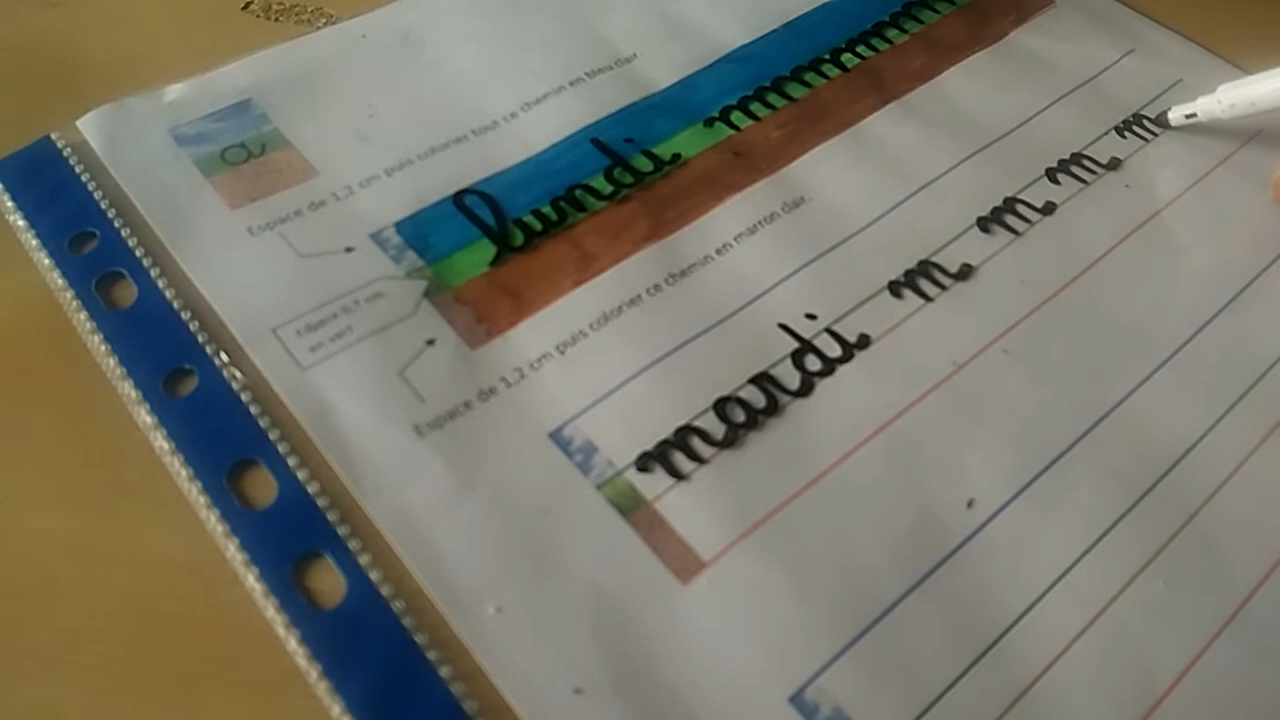 a
Espace de 1,2 cm puis colorier tout ce chemin en bleu clair.
lundi mmmmmmm
Espace 0,7 cm
en vert
Espace de 1,2 cm puis colorier ce chemin en marron clair.
mardi m m m m